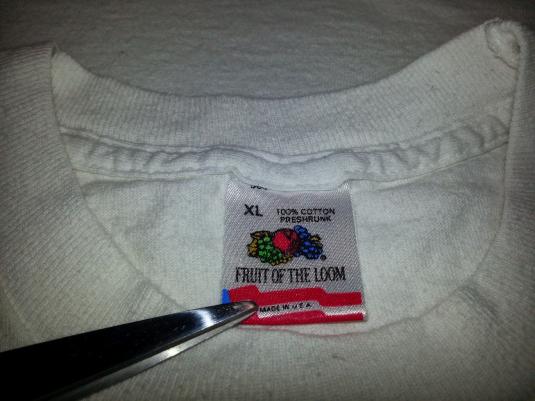 XL 100% COTTON
PRESHRUNK
®
FRUIT OF THE LOOM
MADE IN U.S.A.